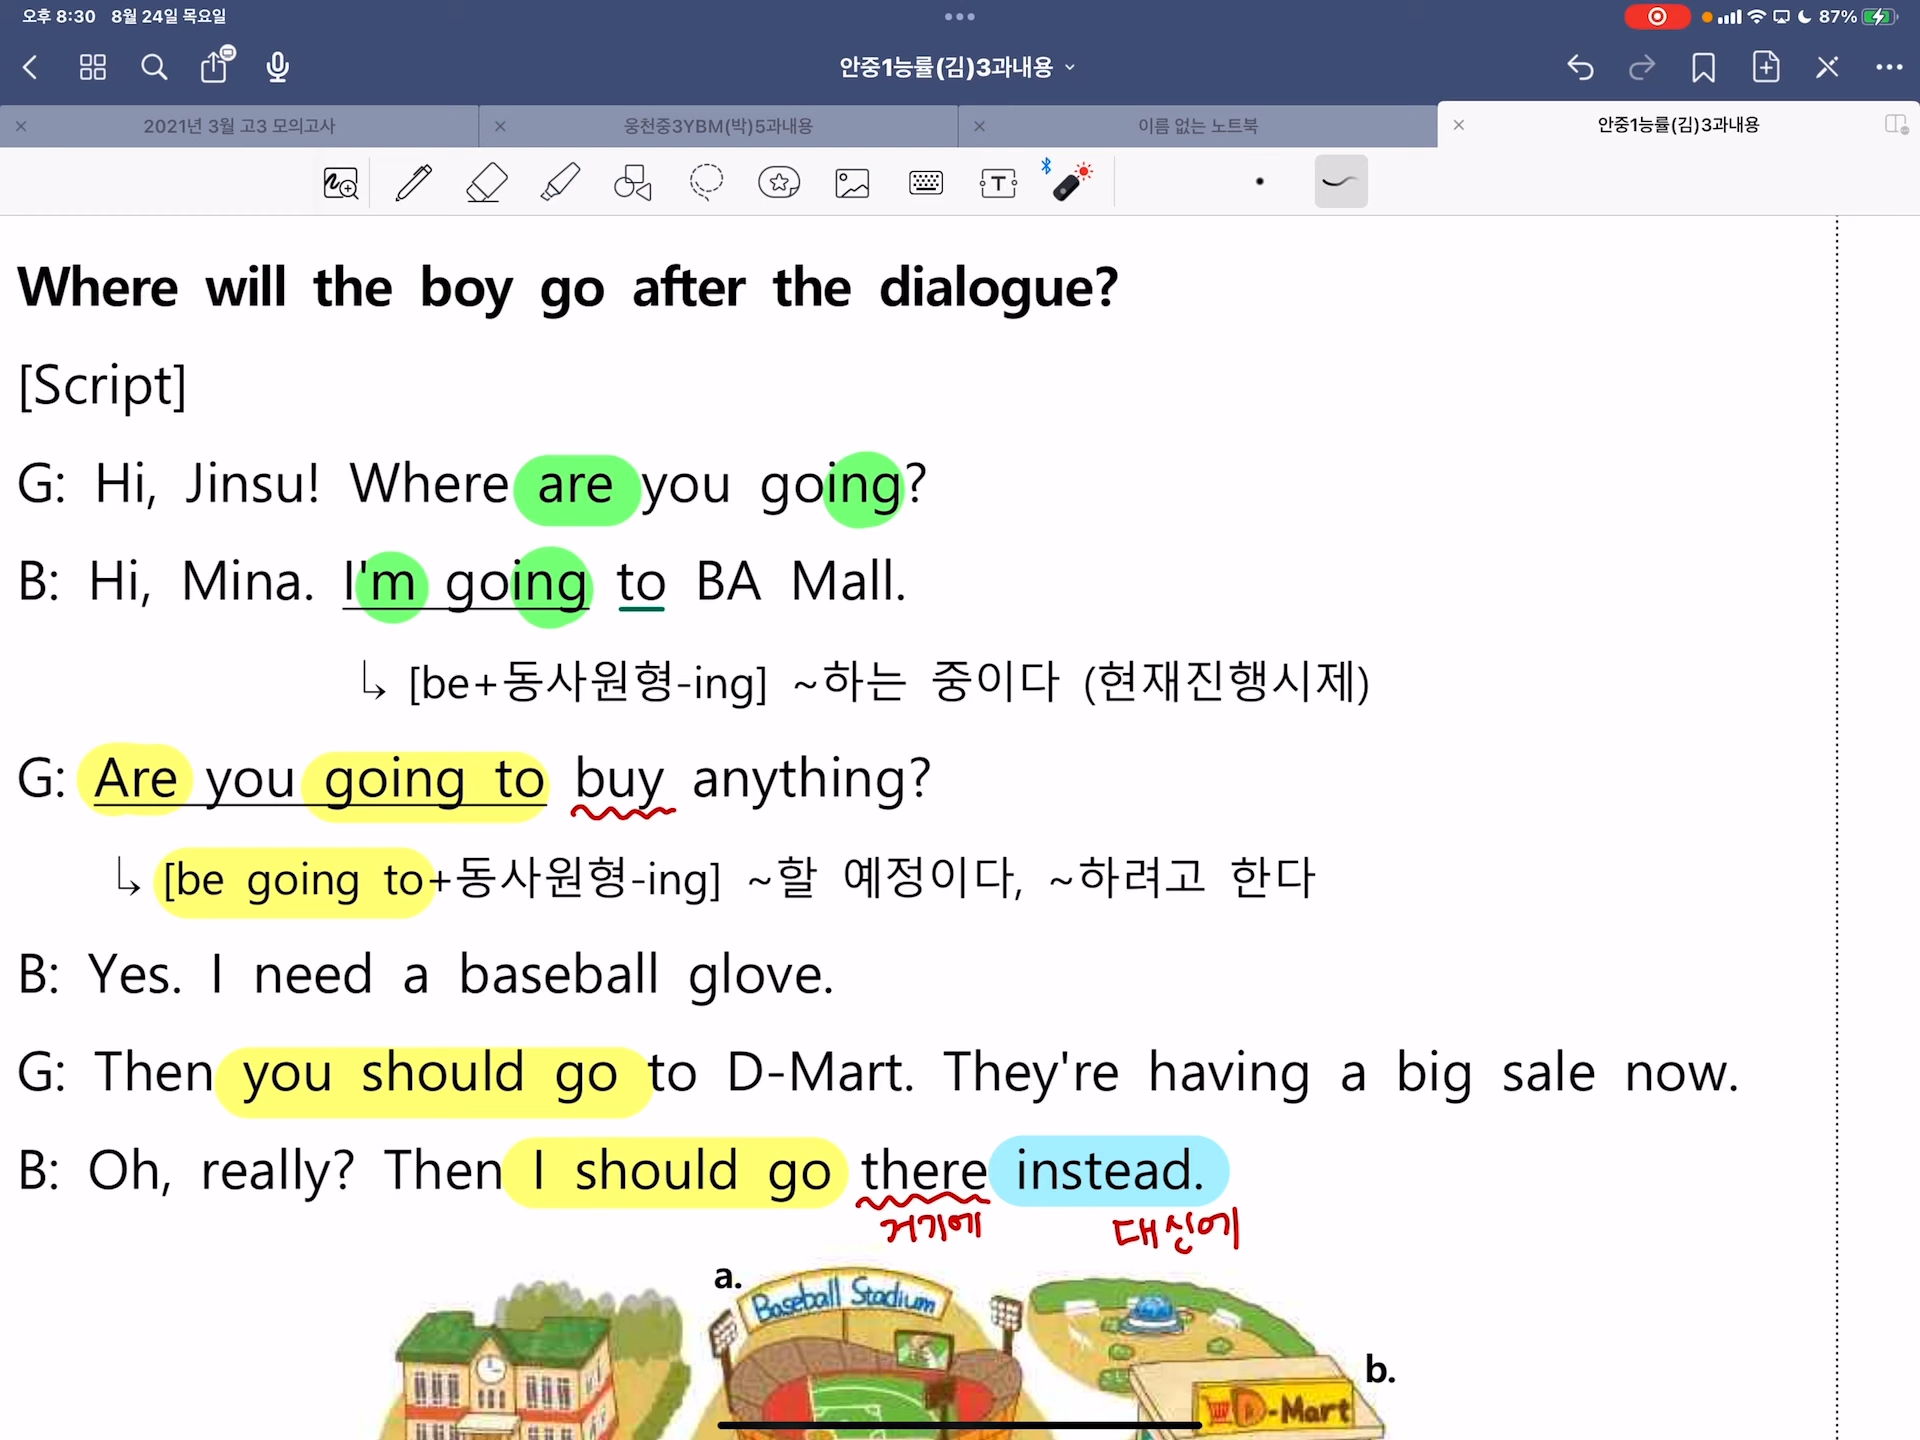 오후 8:30 8월 24일 목요일
87%
안중1능률(김)3과내용
2021년 3월 고3 모의고사
웅천중3YBM(박)5과내용
이름 없는 노트북
안중1능률(김)3과내용
Where will the boy go after the dialogue?
[Script]
G: Hi, Jinsu! Where are you going?
B: Hi, Mina. I'm going to BA Mall.
↳ [be+동사원형-ing] ~하는 중이다 (현재진행시제)
G: Are you going to buy anything?
↳ [be going to+동사원형-ing] ~할 예정이다, ~하려고 한다
B: Yes. I need a baseball glove.
G: Then you should go to D-Mart. They're having a big sale now.
B: Oh, really? Then I should go there instead.
거기에 대신에
a.
Baseball Stadium
b.
D-Mart